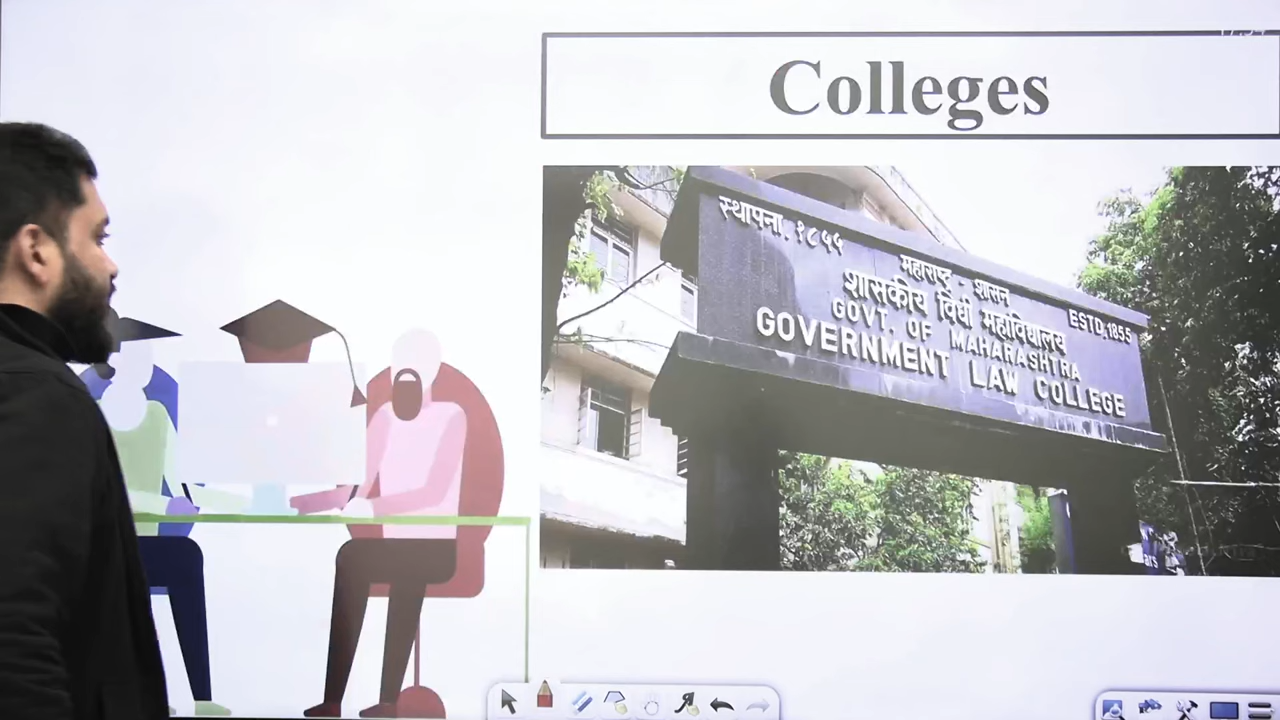 Colleges
स्थापना. १८५५
महाराष्ट्र - शासन
शासकीय विधी महाविद्यालय
ESTD.1855
GOVT. OF MAHARASHTRA
GOVERNMENT LAW COLLEGE